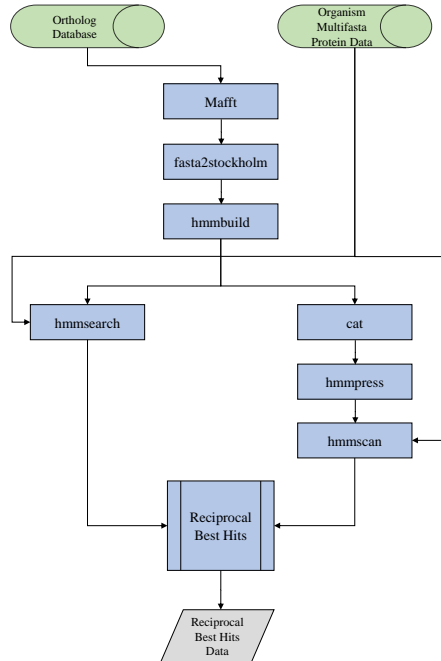 Ortholog
Database
Organism
Multifasta
Protein Data
Mafft
fasta2stockholm
hmmbuild
hmmsearch
cat
hmmpress
hmmscan
Reciprocal
Best Hits
Reciprocal
Best Hits
Data